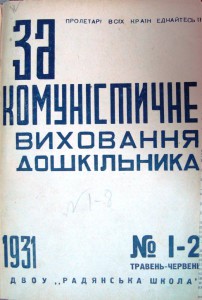 ПРОЛЕТАРІ ВСІХ КРАЇН ЄДНАЙТЕСЬ!
ЗА
КОМУНІСТИЧНЕ
ВИХОВАННЯ
ДОШКІЛЬНИКА
1931
№ 1-2
ТРАВЕНЬ-ЧЕРВЕНЬ
ДВОУ „РАДЯНСЬКА ШКОЛА"